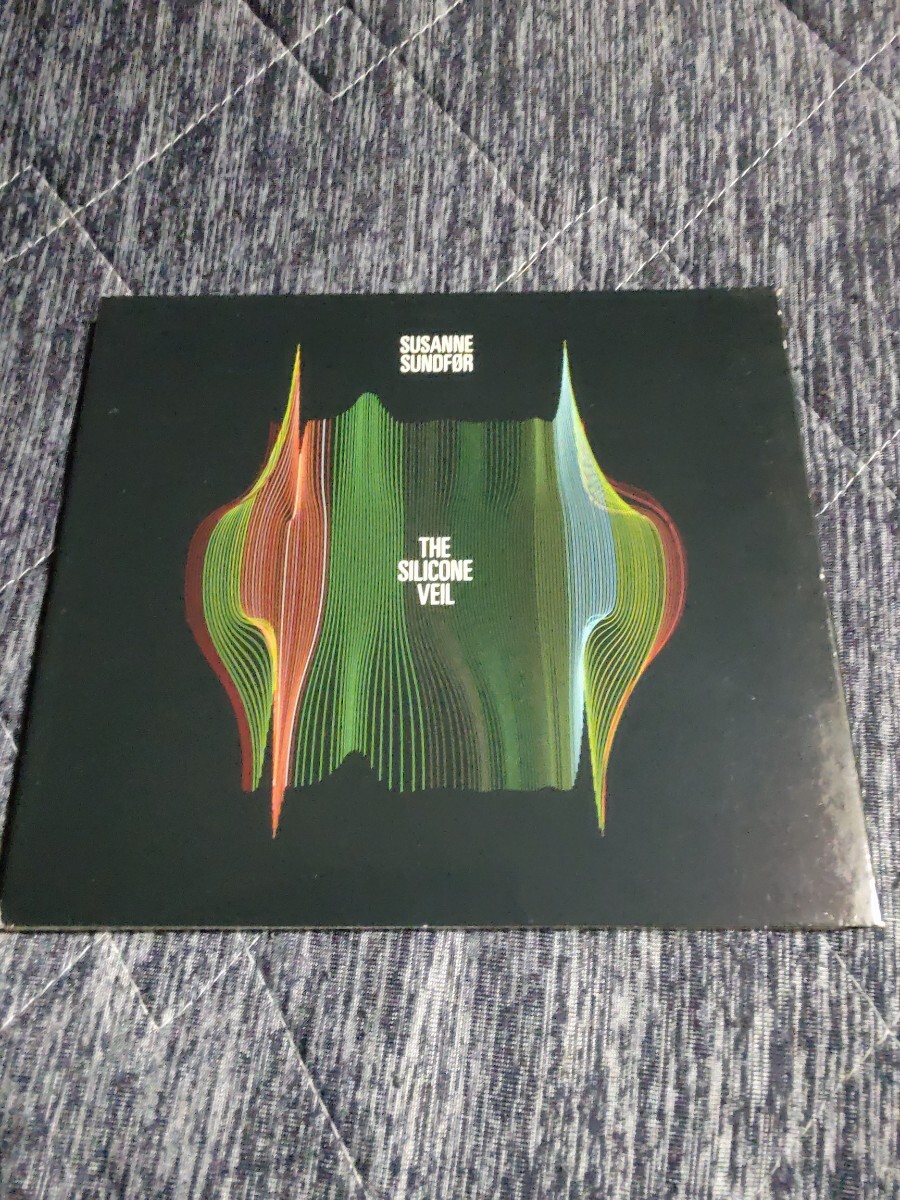 SUSANNE
SUNDFØR
THE
SILICONE
VEIL